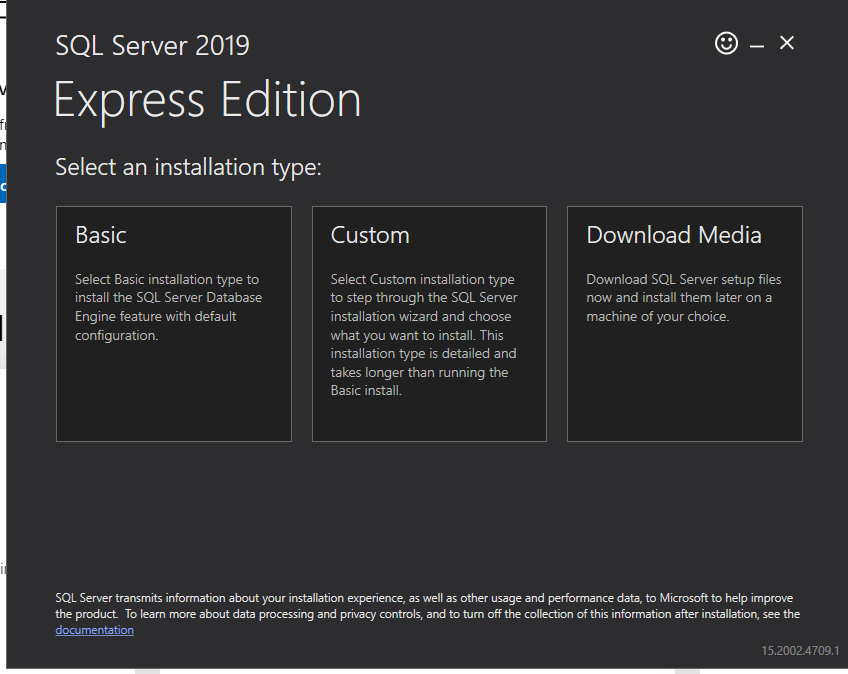 SQL Server 2019
Express Edition
Select an installation type:
Basic
Select Basic installation type to
install the SQL Server Database
Engine feature with default
configuration.
Custom
Select Custom installation type
to step through the SQL Server
installation wizard and choose
what you want to install. This
installation type is detailed and
takes longer than running the
Basic install.
Download Media
Download SQL Server setup files
now and install them later on a
machine of your choice.
SQL Server transmits information about your installation experience, as well as other usage and performance data, to Microsoft to help improve
the product.  To learn more about data processing and privacy controls, and to turn off the collection of this information after installation, see the
documentation
15.2002.4709.1